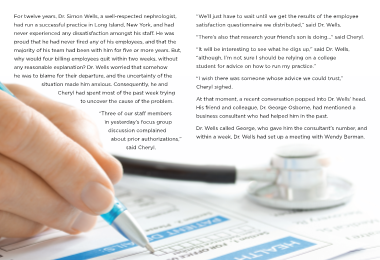 For twelve years, Dr. Simon Wells, a well-respected nephrologist,
had run a successful practice in Long Island, New York, and had
never experienced any dissatisfaction amongst his staff. He was
proud that he had never fired any of his employees, and that the
majority of his team had been with him for five or more years. But,
why would four billing employees quit within two weeks, without
any reasonable explanation? Dr. Wells worried that somehow
he was to blame for their departure, and the uncertainty of the
situation made him anxious. Consequently, he and
Cheryl had spent most of the past week trying
to uncover the cause of the problem.
"Three of our staff members
in yesterday's focus group
discussion complained
about prior authorizations,"
said Cheryl.
"We'll just have to wait until we get the results of the employee
satisfaction questionnaire we distributed," said Dr. Wells.
"There's also that research your friend's son is doing..." said Cheryl.
"It will be interesting to see what he digs up," said Dr. Wells,
"although, I'm not sure I should be relying on a college
student for advice on how to run my practice."
"I wish there was someone whose advice we could trust,"
Cheryl sighed.
At that moment, a recent conversation popped into Dr. Wells' head.
His friend and colleague, Dr. George Osborne, had mentioned a
business consultant who had helped him in the past.
Dr. Wells called George, who gave him the consultant's number, and
within a week, Dr. Wells had set up a meeting with Wendy Berman.
HEALTH